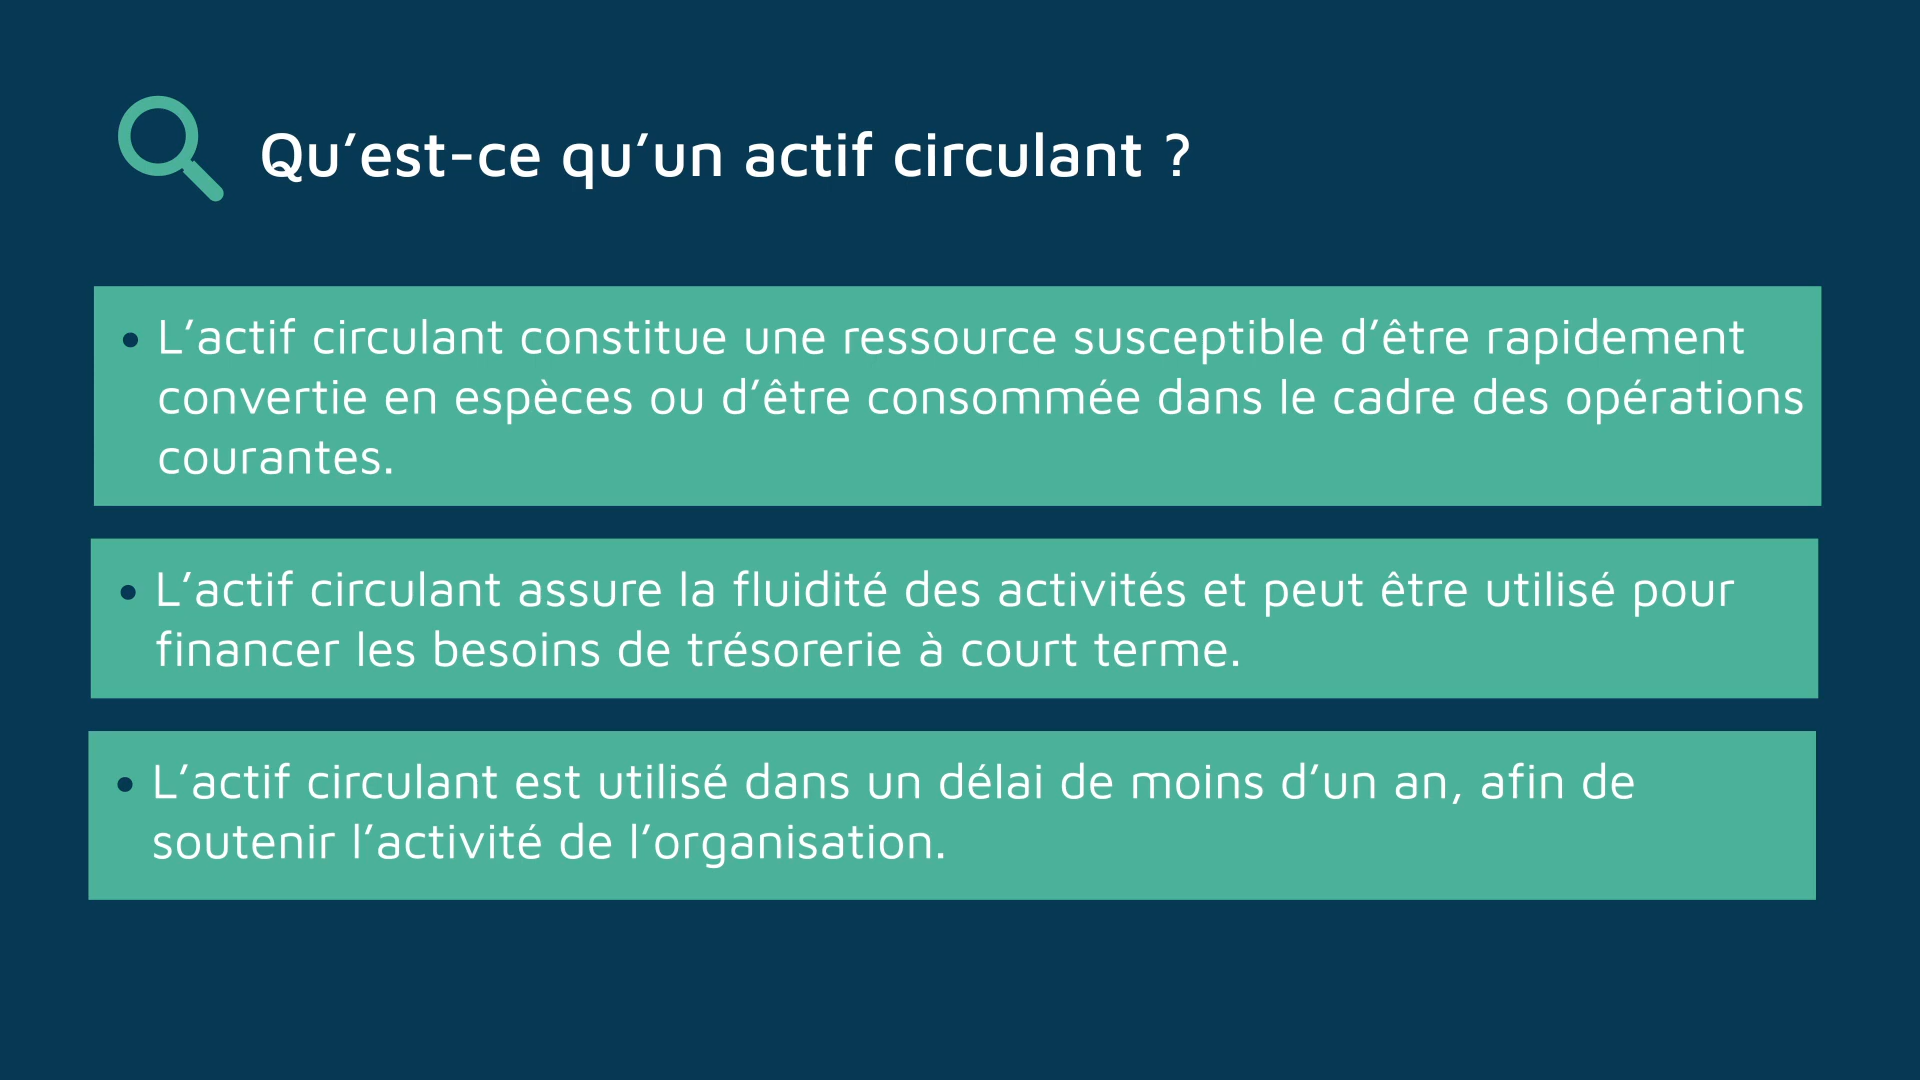 Qu’est-ce qu’un actif circulant ?
• L’actif circulant constitue une ressource susceptible d’être rapidement
convertie en espèces ou d’être consommée dans le cadre des opérations
courantes.
• L’actif circulant assure la fluidité des activités et peut être utilisé pour
financer les besoins de trésorerie à court terme.
• L’actif circulant est utilisé dans un délai de moins d’un an, afin de
soutenir l’activité de l’organisation.